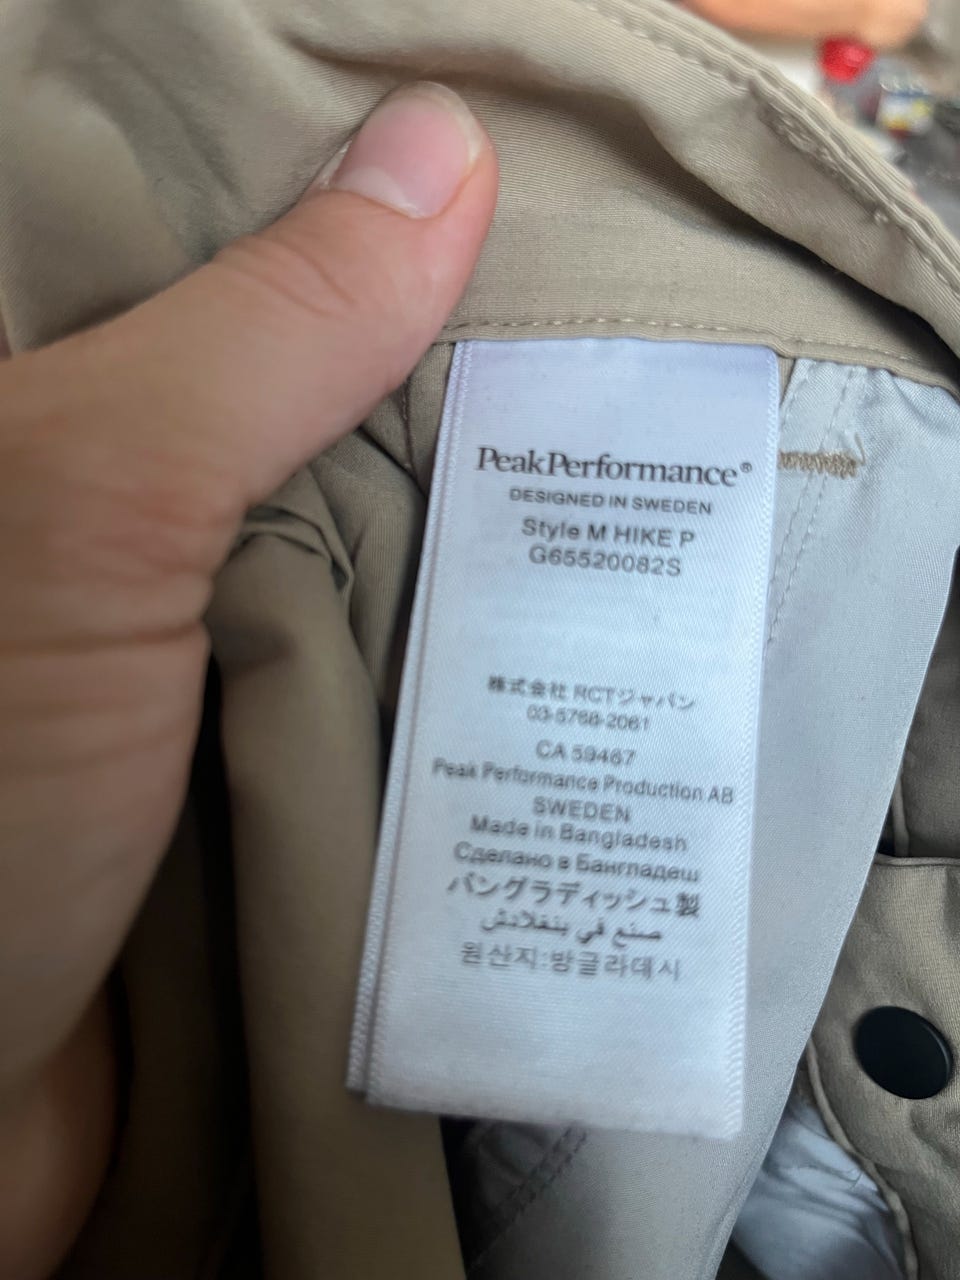 PeakPerformance®
DESIGNED IN SWEDEN
Style M HIKE P
G65520082S
株式会社 RCTジャパン
03-5768-2061
CA 59467
Peak Performance Production AB
SWEDEN
Made in Bangladesh
Сделано в Бангладеш
バングラディッシュ製
صنع في بنغلادش
원산지:방글라데시